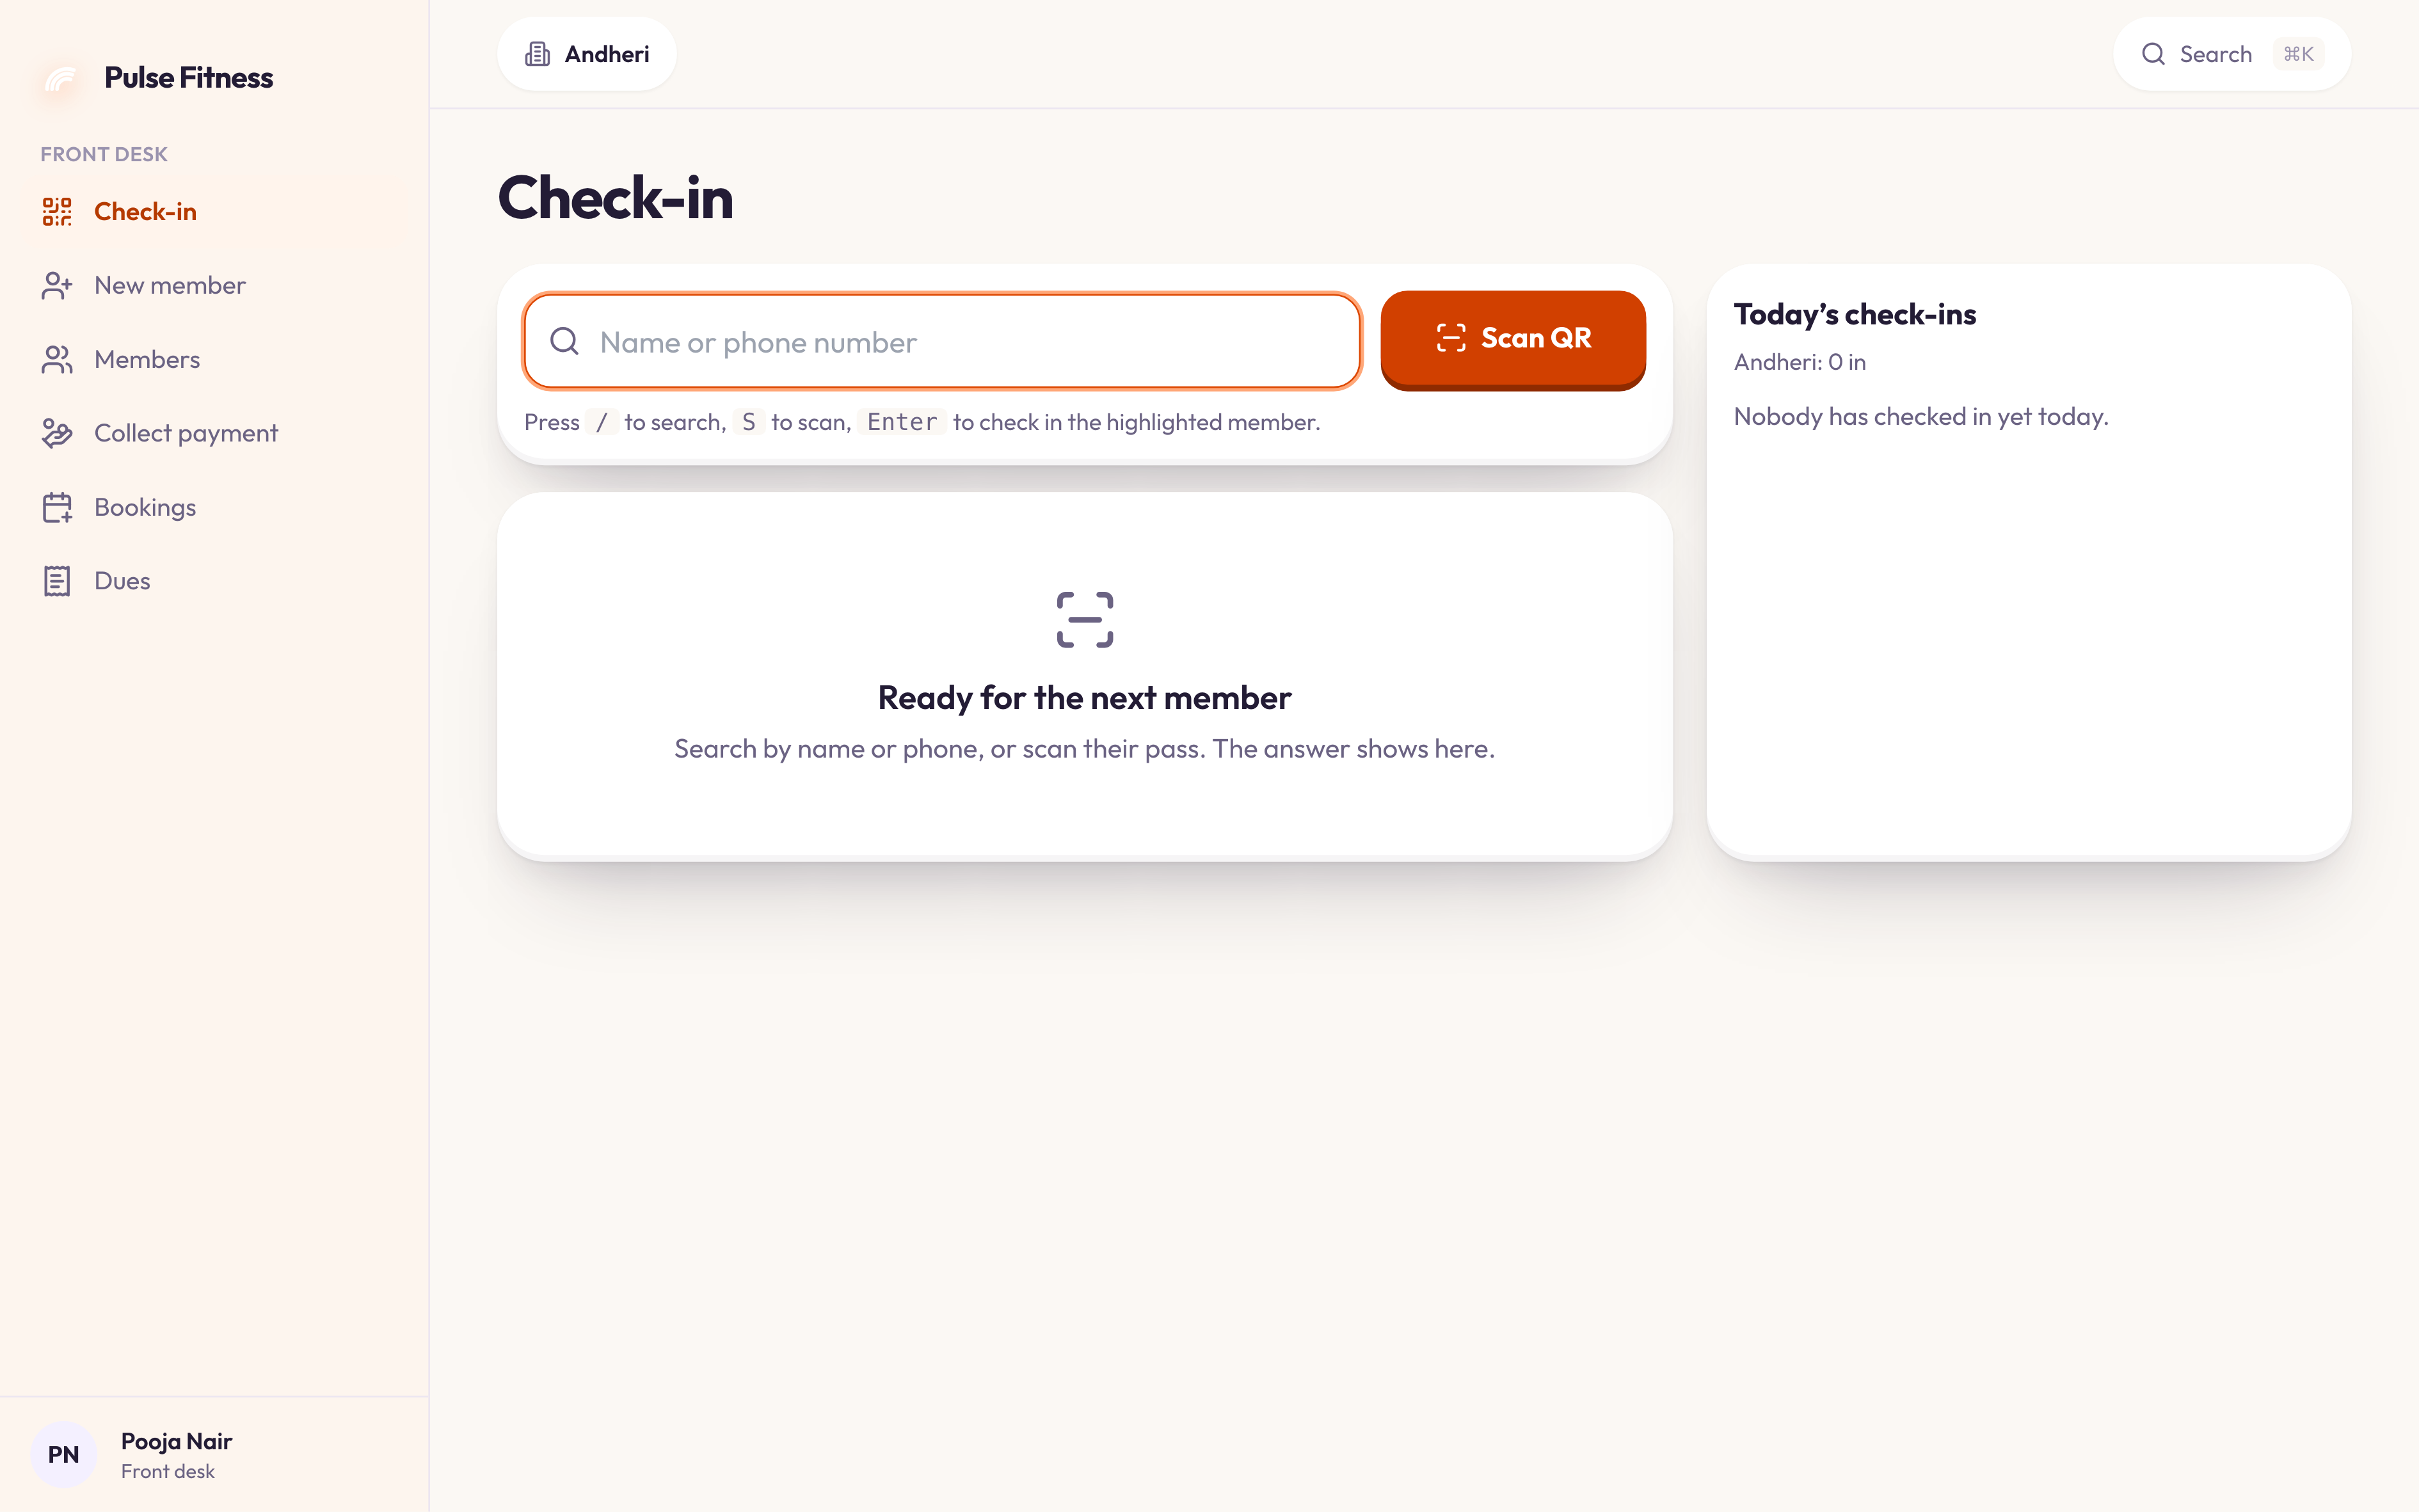 Pulse Fitness
FRONT DESK
Check-in
New member
Members
Collect payment
Bookings
Dues
PN
Pooja Nair
Front desk
Andheri
Search ⌘K
Check-in
Name or phone number
Scan QR
Press / to search, S to scan, Enter to check in the highlighted member.
Ready for the next member
Search by name or phone, or scan their pass. The answer shows here.
Today’s check-ins
Andheri: 0 in
Nobody has checked in yet today.